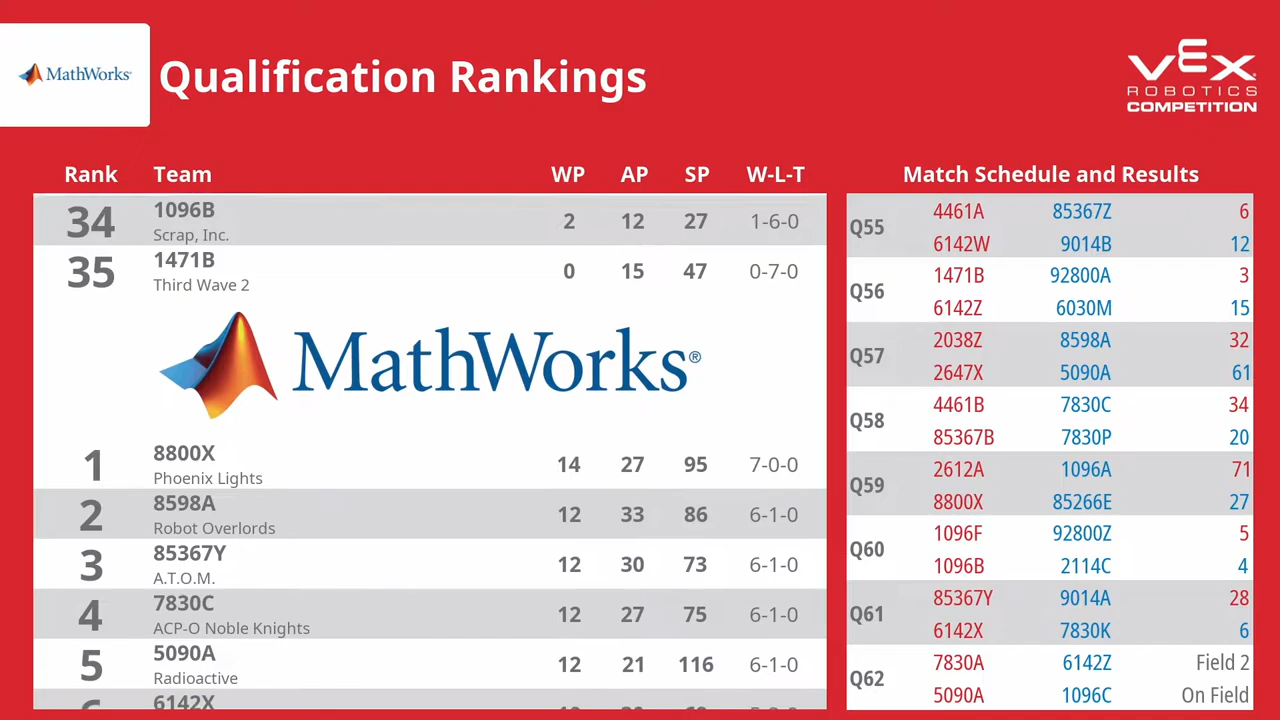 MathWorks®
Qualification Rankings
VEX
ROBOTICS
COMPETITION
Rank Team WP AP SP W-L-T
34 1096B 2 12 27 1-6-0
Scrap, Inc.
35 1471B 0 15 47 0-7-0
Third Wave 2
MathWorks®
1 8800X 14 27 95 7-0-0
Phoenix Lights
2 8598A 12 33 86 6-1-0
Robot Overlords
3 85367Y 12 30 73 6-1-0
A.T.O.M.
4 7830C 12 27 75 6-1-0
ACP-O Noble Knights
5 5090A 12 21 116 6-1-0
Radioactive
6142X
Match Schedule and Results
Q55 4461A 85367Z 6
6142W 9014B 12
Q56 1471B 92800A 3
6142Z 6030M 15
Q57 2038Z 8598A 32
2647X 5090A 61
Q58 4461B 7830C 34
85367B 7830P 20
Q59 2612A 1096A 71
8800X 85266E 27
Q60 1096F 92800Z 5
1096B 2114C 4
Q61 85367Y 9014A 28
6142X 7830K 6
Q62 7830A 6142Z Field 2
5090A 1096C On Field